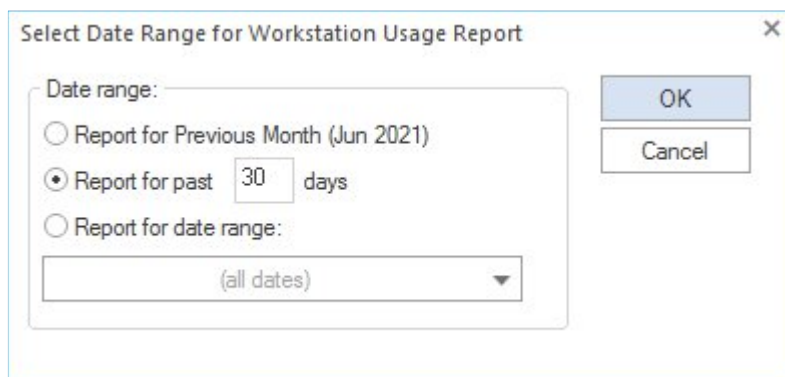 Select Date Range for Workstation Usage Report
Date range:
OK
Report for Previous Month (Jun 2021)
Cancel
Report for past 30 days
Report for date range:
(all dates)